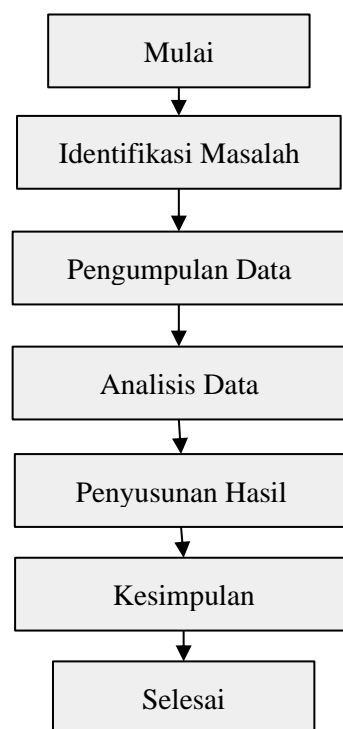 Mulai
Identifikasi Masalah
Pengumpulan Data
Analisis Data
Penyusunan Hasil
Kesimpulan
Selesai